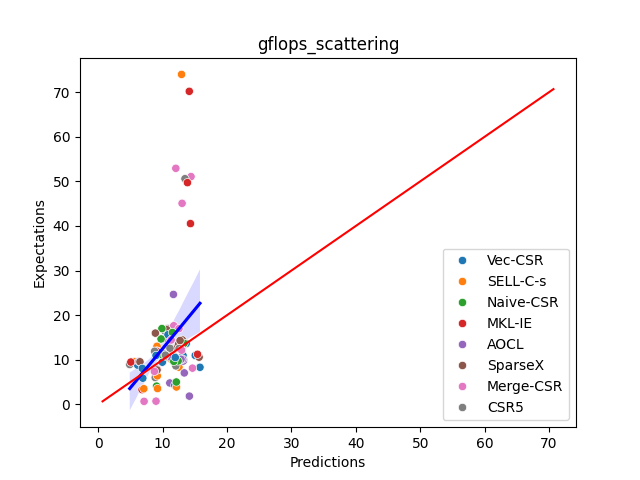 gflops_scattering
Expectations
70
60
50
40
30
20
10
0
0 10 20 30 40 50 60 70
Predictions
Vec-CSR
SELL-C-s
Naive-CSR
MKL-IE
AOCL
SparseX
Merge-CSR
CSR5